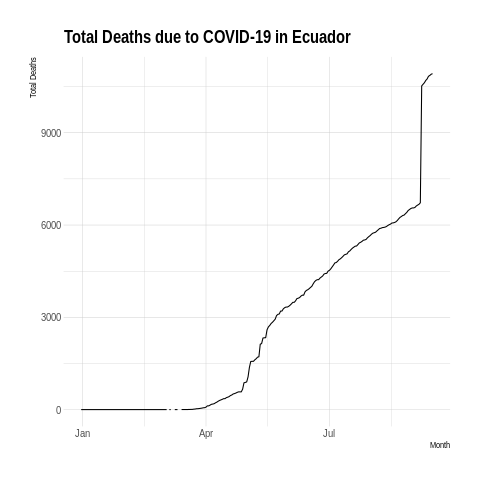 Total Deaths due to COVID-19 in Ecuador
Total Deaths
9000
6000
3000
0
Jan Apr Jul
Month